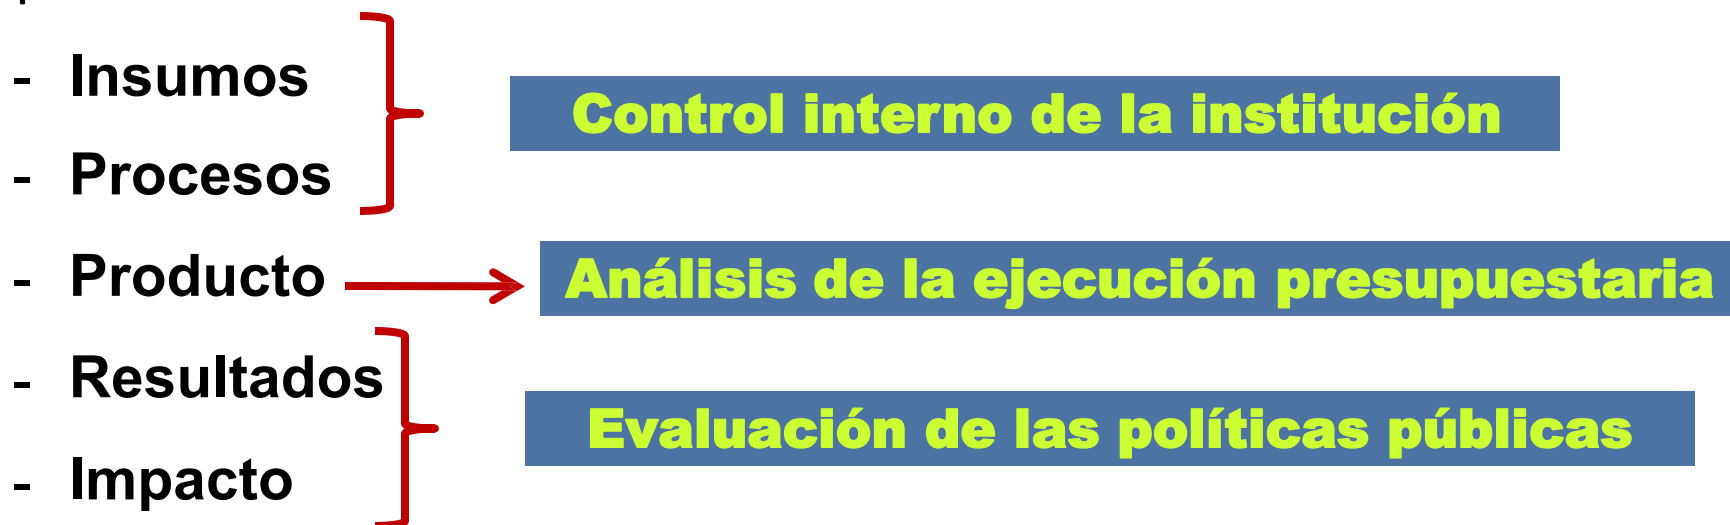 - Insumos
Control interno de la institución
- Procesos
- Producto
Análisis de la ejecución presupuestaria
- Resultados
Evaluación de las políticas públicas
- Impacto